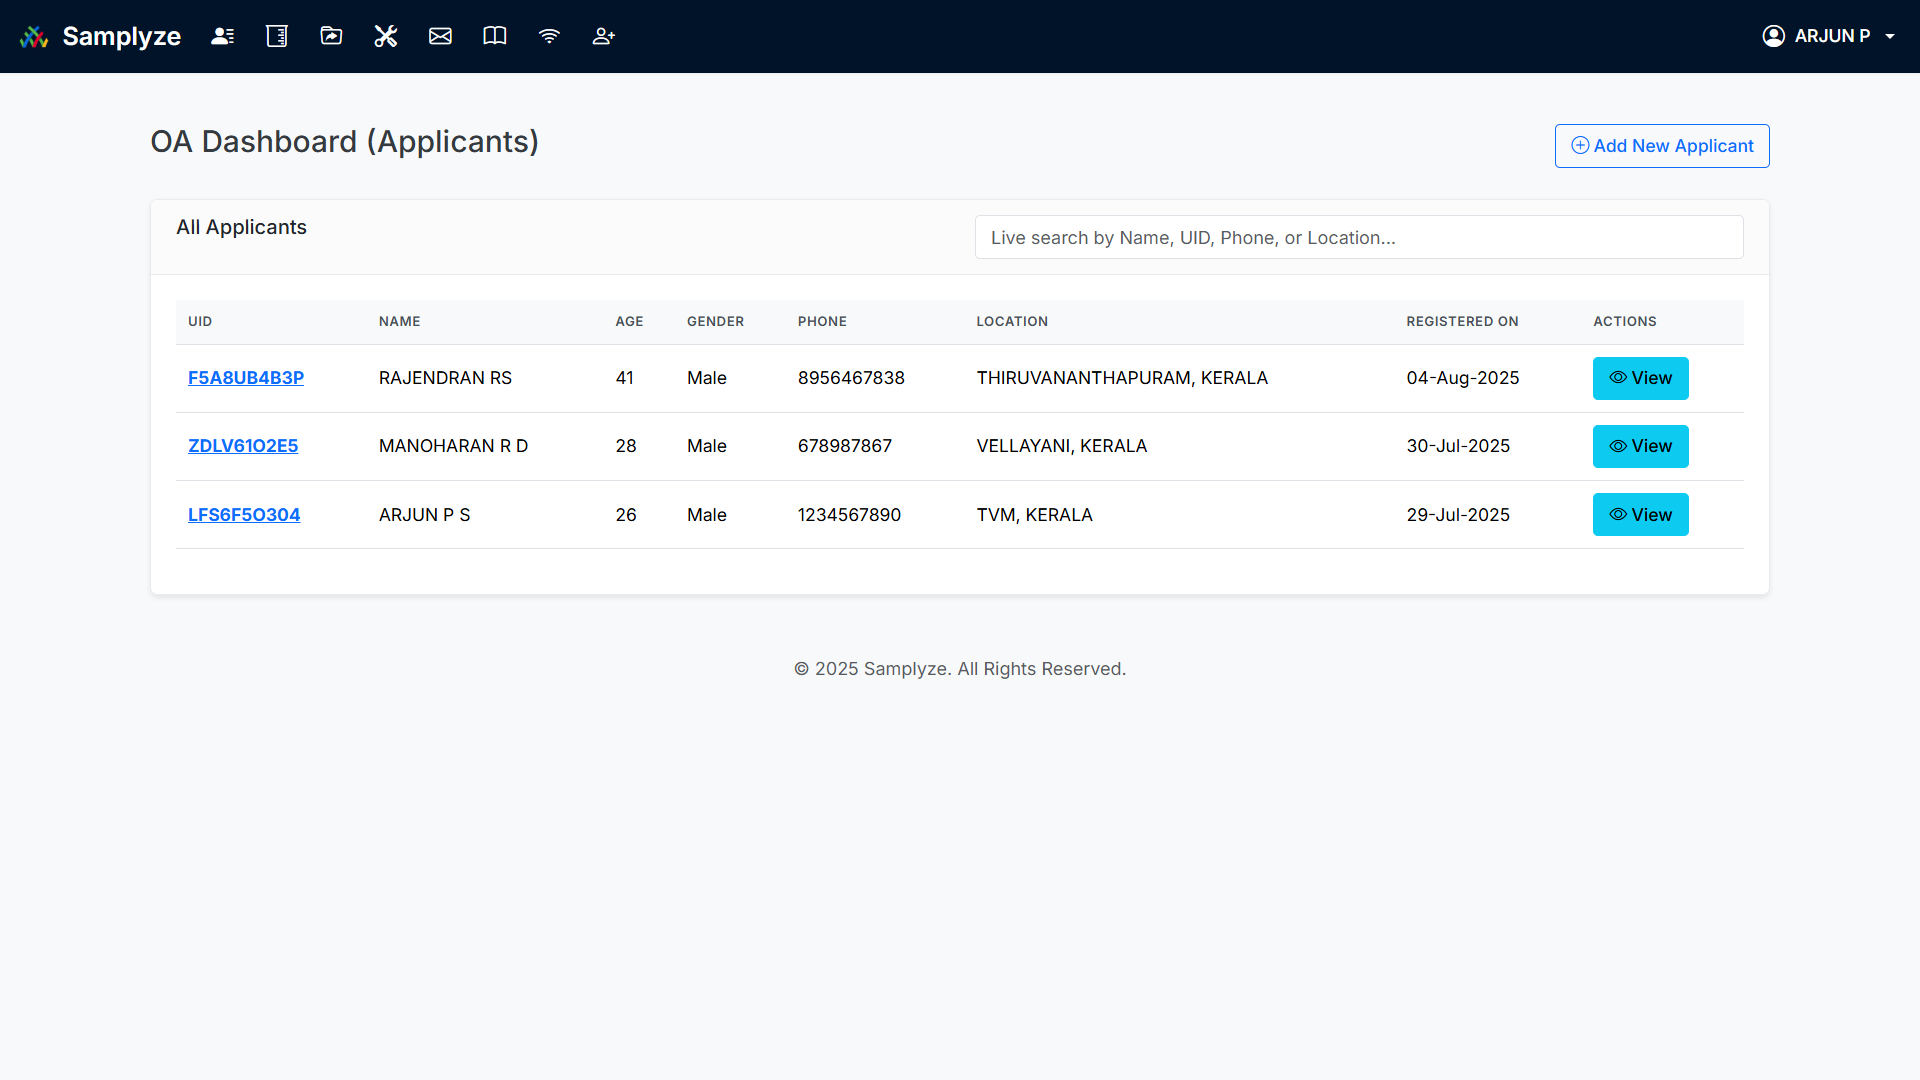 Samplyze
ARJUN P
OA Dashboard (Applicants)
Add New Applicant
All Applicants
Live search by Name, UID, Phone, or Location...
UID NAME AGE GENDER PHONE LOCATION REGISTERED ON ACTIONS
F5A8UB4B3P RAJENDRAN RS 41 Male 8956467838 THIRUVANANTHAPURAM, KERALA 04-Aug-2025 View
ZDLV61O2E5 MANOHARAN R D 28 Male 678987867 VELLAYANI, KERALA 30-Jul-2025 View
LFS6F5O304 ARJUN P S 26 Male 1234567890 TVM, KERALA 29-Jul-2025 View
© 2025 Samplyze. All Rights Reserved.